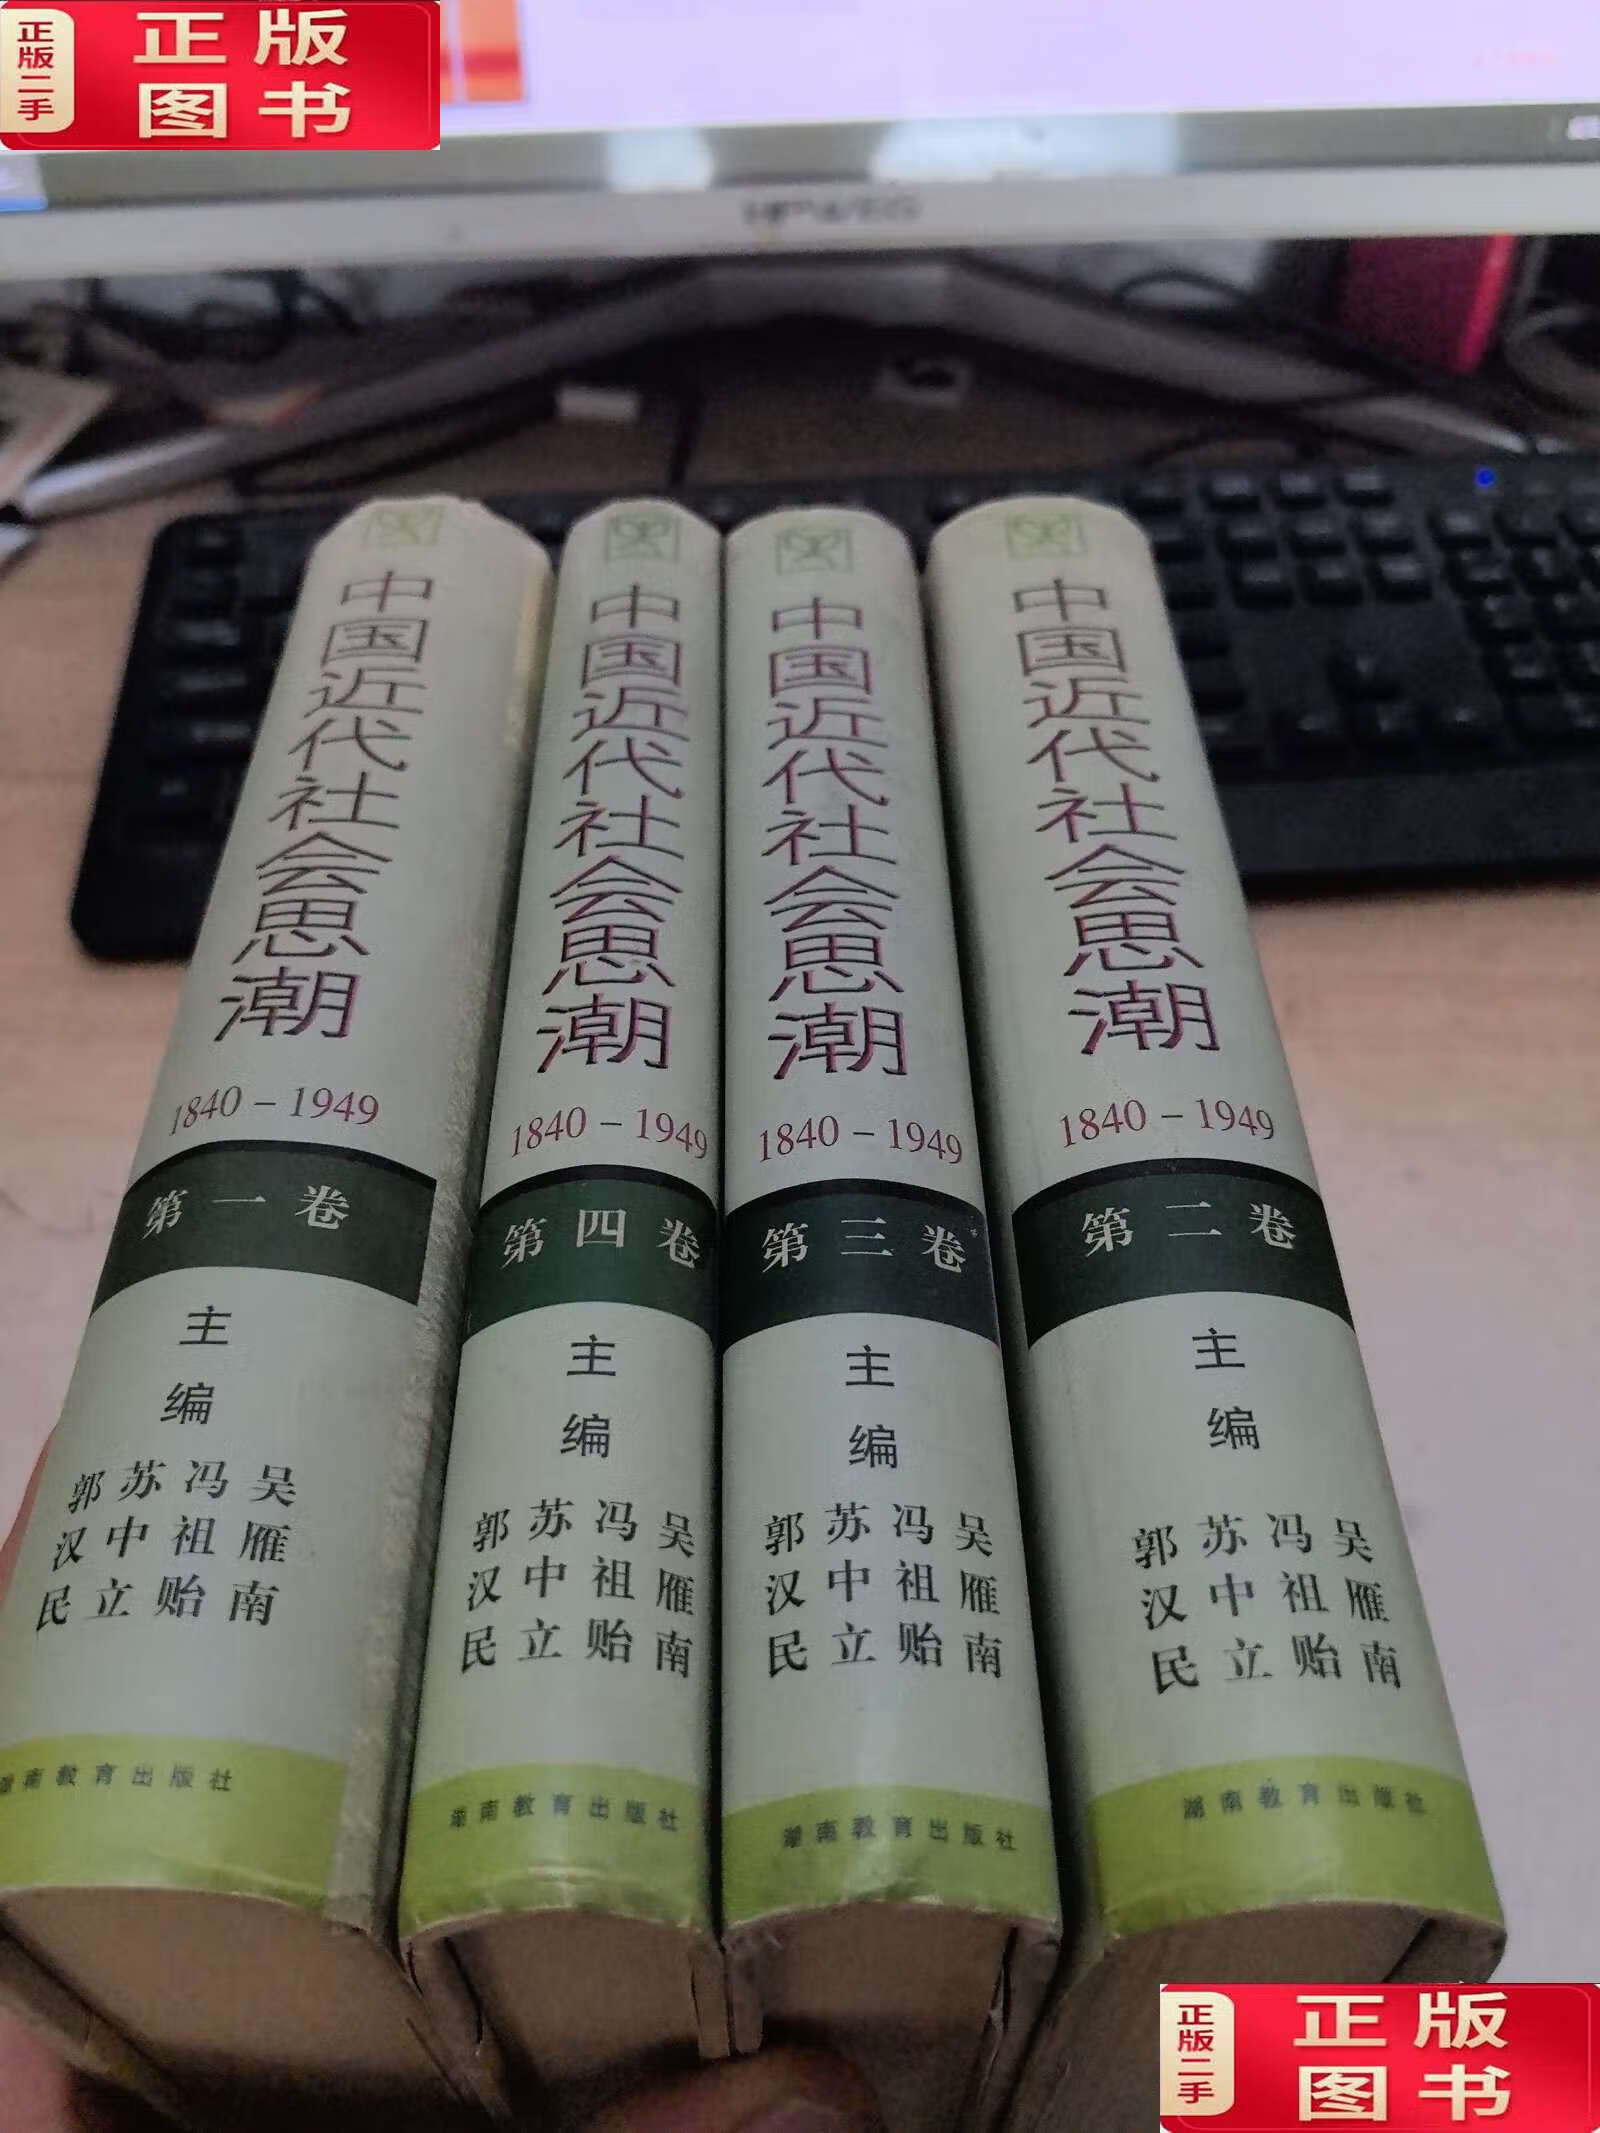 正版二手
正版
图书
中国近代社会思潮
1840-1949
第一卷
主编
吴雁南
冯祖贻
苏中立
郭汉民
湖南教育出版社
中国近代社会思潮
1840-1949
第四卷
主编
吴雁南
冯祖贻
苏中立
郭汉民
湖南教育出版社
中国近代社会思潮
1840-1949
第三卷
主编
吴雁南
冯祖贻
苏中立
郭汉民
湖南教育出版社
中国近代社会思潮
1840-1949
第二卷
主编
吴雁南
冯祖贻
苏中立
郭汉民
湖南教育出版社
正版二手
正版
图书